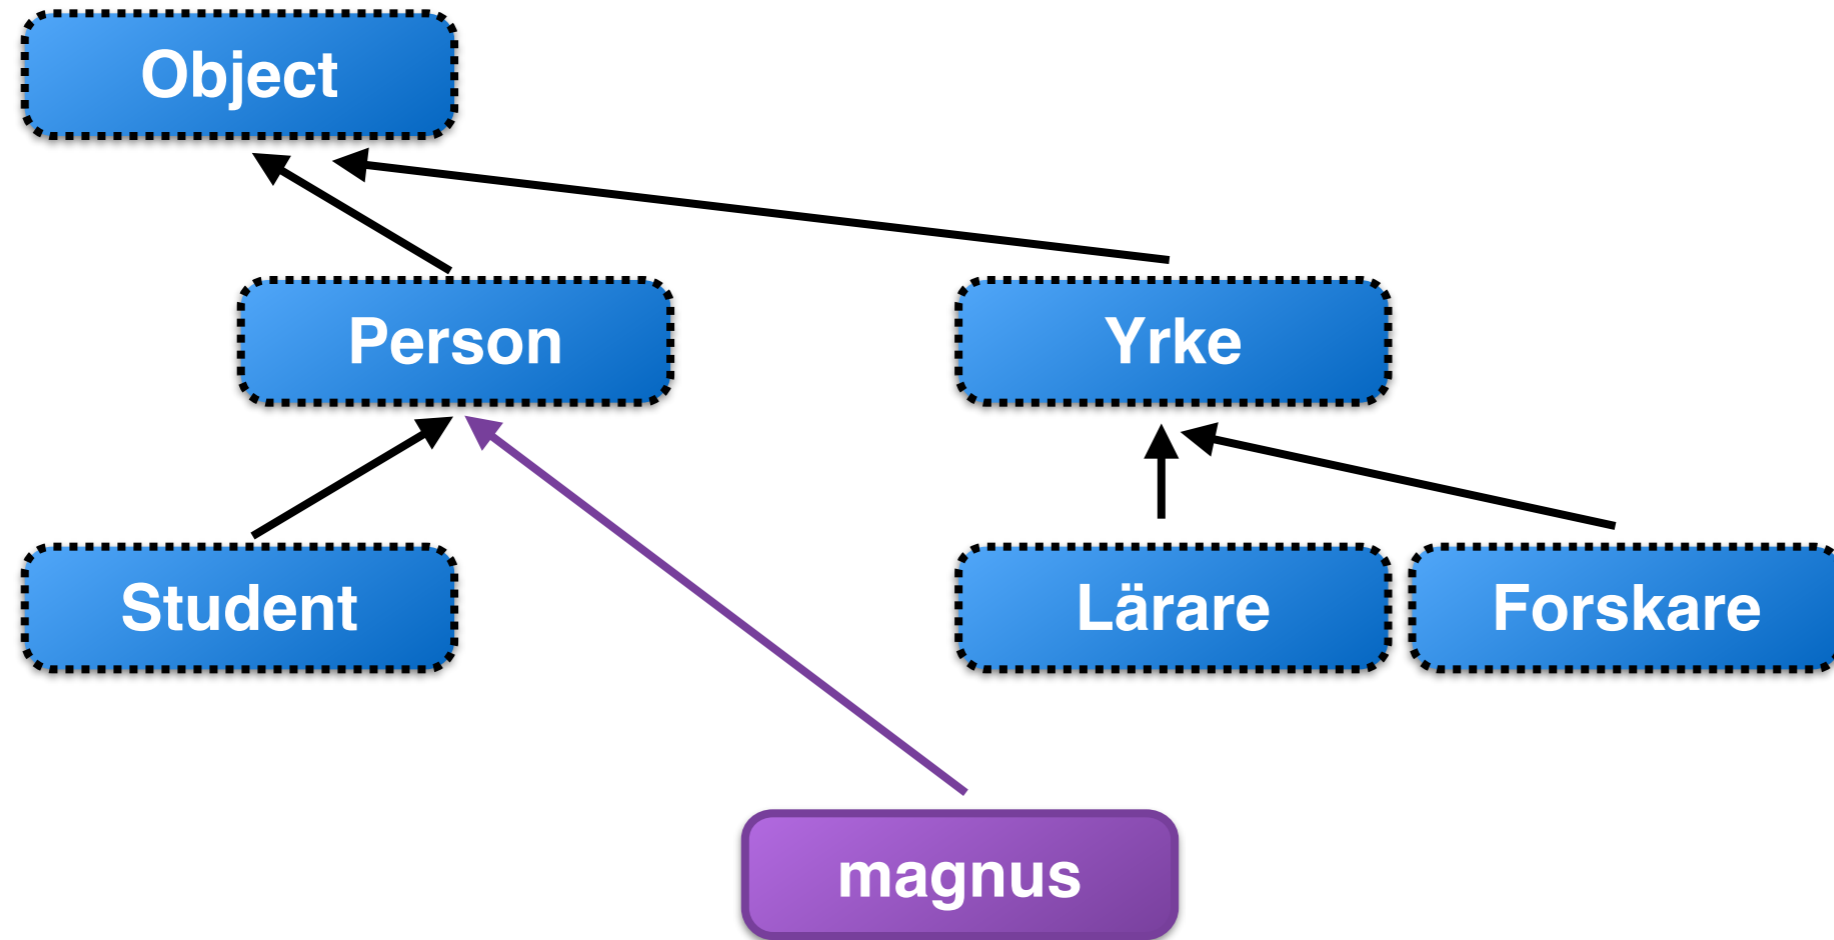 Object
Person
Yrke
Student
Lärare
Forskare
magnus